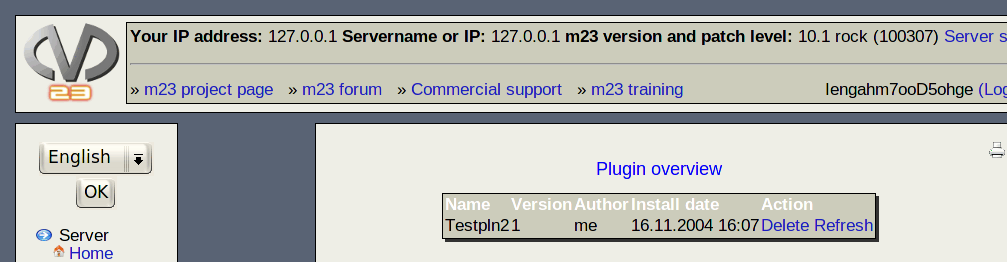 Your IP address: 127.0.0.1 Servername or IP: 127.0.0.1 m23 version and patch level: 10.1 rock (100307) Server s
23
» m23 project page » m23 forum » Commercial support » m23 training Iengahm7ooD5ohge (Log
English
OK
Server
Home
Plugin overview
Name Version Author Install date Action
Testpln2 1 me 16.11.2004 16:07 Delete Refresh